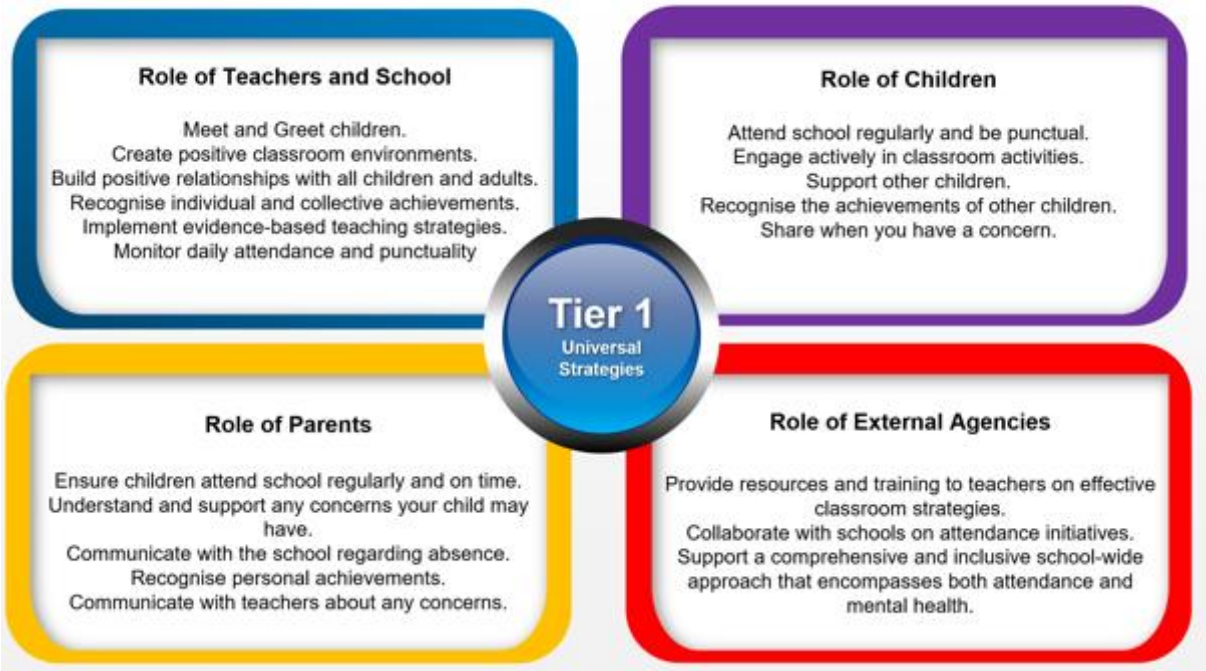 Role of Teachers and School
Meet and Greet children.
Create positive classroom environments.
Build positive relationships with all children and adults.
Recognise individual and collective achievements.
Implement evidence-based teaching strategies.
Monitor daily attendance and punctuality
Role of Children
Attend school regularly and be punctual.
Engage actively in classroom activities.
Support other children.
Recognise the achievements of other children.
Share when you have a concern.
Tier 1
Universal
Strategies
Role of Parents
Ensure children attend school regularly and on time.
Understand and support any concerns your child may
have.
Communicate with the school regarding absence.
Recognise personal achievements.
Communicate with teachers about any concerns.
Role of External Agencies
Provide resources and training to teachers on effective
classroom strategies.
Collaborate with schools on attendance initiatives.
Support a comprehensive and inclusive school-wide
approach that encompasses both attendance and
mental health.